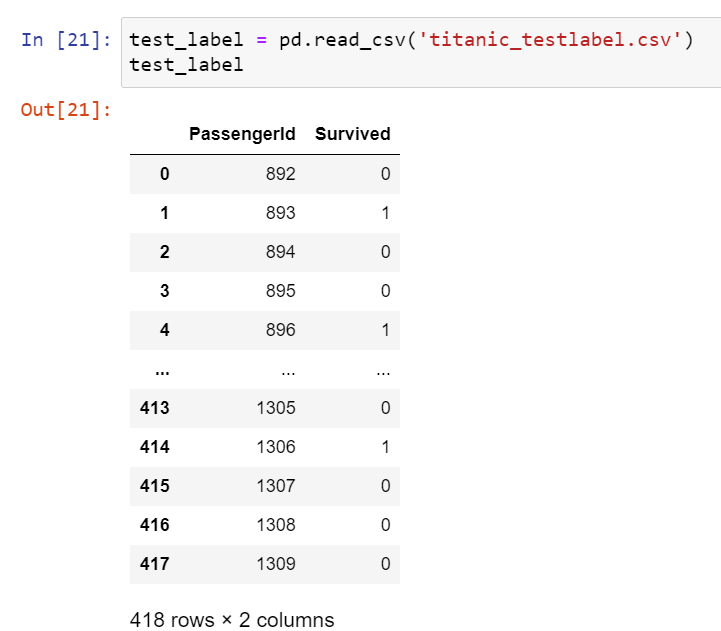 In [21]: test_label = pd.read_csv('titanic_testlabel.csv')
test_label
Out[21]:
PassengerId Survived
0 892 0
1 893 1
2 894 0
3 895 0
4 896 1
... ... ...
413 1305 0
414 1306 1
415 1307 0
416 1308 0
417 1309 0
418 rows × 2 columns